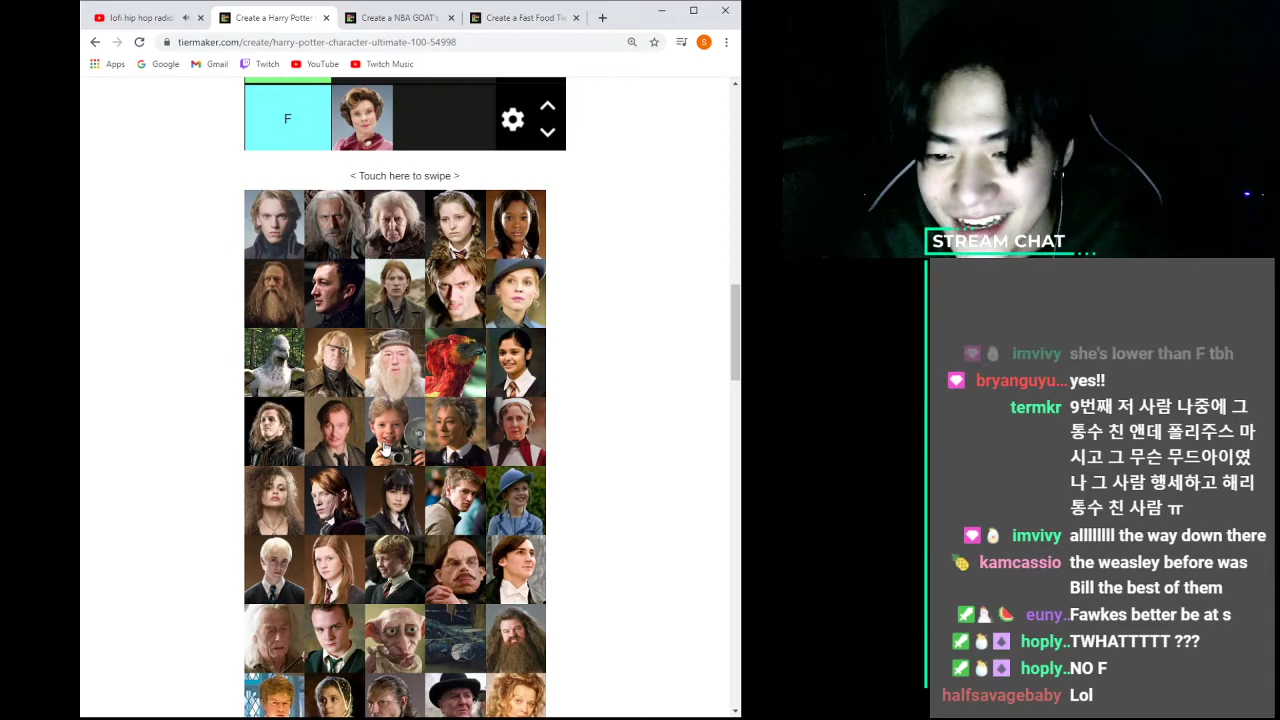 lofi hip hop radio
Create a Harry Potter
Create a NBA GOAT's
Create a Fast Food Tie
tiermaker.com/create/harry-potter-character-ultimate-100-54998
S
Apps
Google
Gmail
Twitch
YouTube
Twitch Music
F
< Touch here to swipe >
STREAM CHAT
imvivy she's lower than F tbh
bryanguyu... yes!!
termkr 9번째 저 사람 나중에 그
통수 친 앤데 폴리주스 마
시고 그 무슨 무드아이였
나 그 사람 행세하고 해리
통수 친 사람 ㅠ
imvivy alllllll the way down there
kamcassio the weasley before was
Bill the best of them
euny.. Fawkes better be at s
hoply.. TWHATTTTT ???
hoply.. NO F
halfsavagebaby Lol